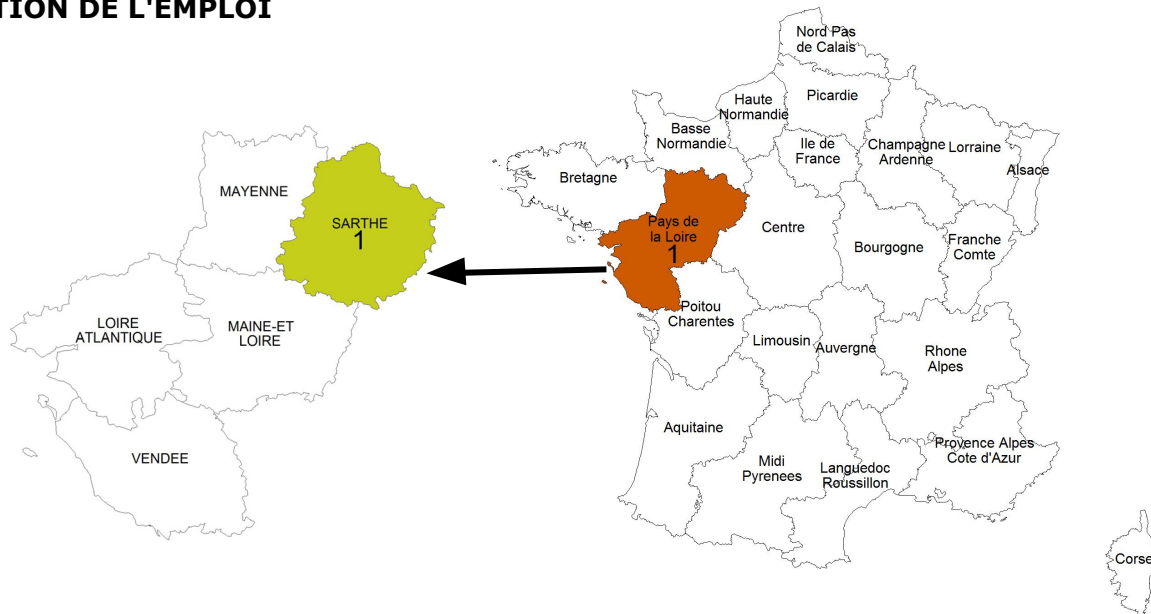 TION DE L'EMPLOI
MAYENNE
SARTHE
1
LOIRE
ATLANTIQUE
MAINE-ET
LOIRE
VENDEE
Nord Pas
de Calais
Picardie
Haute
Normandie
Basse
Normandie
Ile de
France
Champagne
Ardenne
Lorraine
Alsace
Bretagne
Pays de
la Loire
1
Centre
Bourgogne
Franche
Comte
Poitou
Charentes
Limousin
Auvergne
Rhone
Alpes
Aquitaine
Midi
Pyrenees
Languedoc
Roussillon
Provence Alpes
Cote d'Azur
Corse